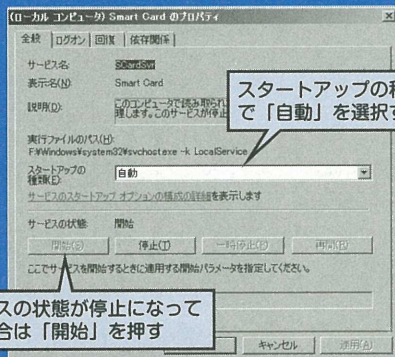 (ローカル コンピュータ) Smart Card のプロパティ
全般 ログオン 回復 依存関係
サービス名: SCardSvr
表示名(N): Smart Card
説明(D): このコンピュータで読み取られ
理します。このサービスが停止
スタートアップの種
で「自動」を選択す
実行ファイルのパス(H):
F:¥Windows¥system32¥svchost.exe -k LocalService
スタートアップの
種類(E): 自動
サービスのスタートアップ オプションの構成の詳細を表示します
サービスの状態: 開始
開始(S) 停止(T) 一時停止(P) 再開(R)
ここでサービスを開始するときに適用する開始パラメータを指定してください。
スの状態が停止になって
合は「開始」を押す
キャンセル 適用(A)